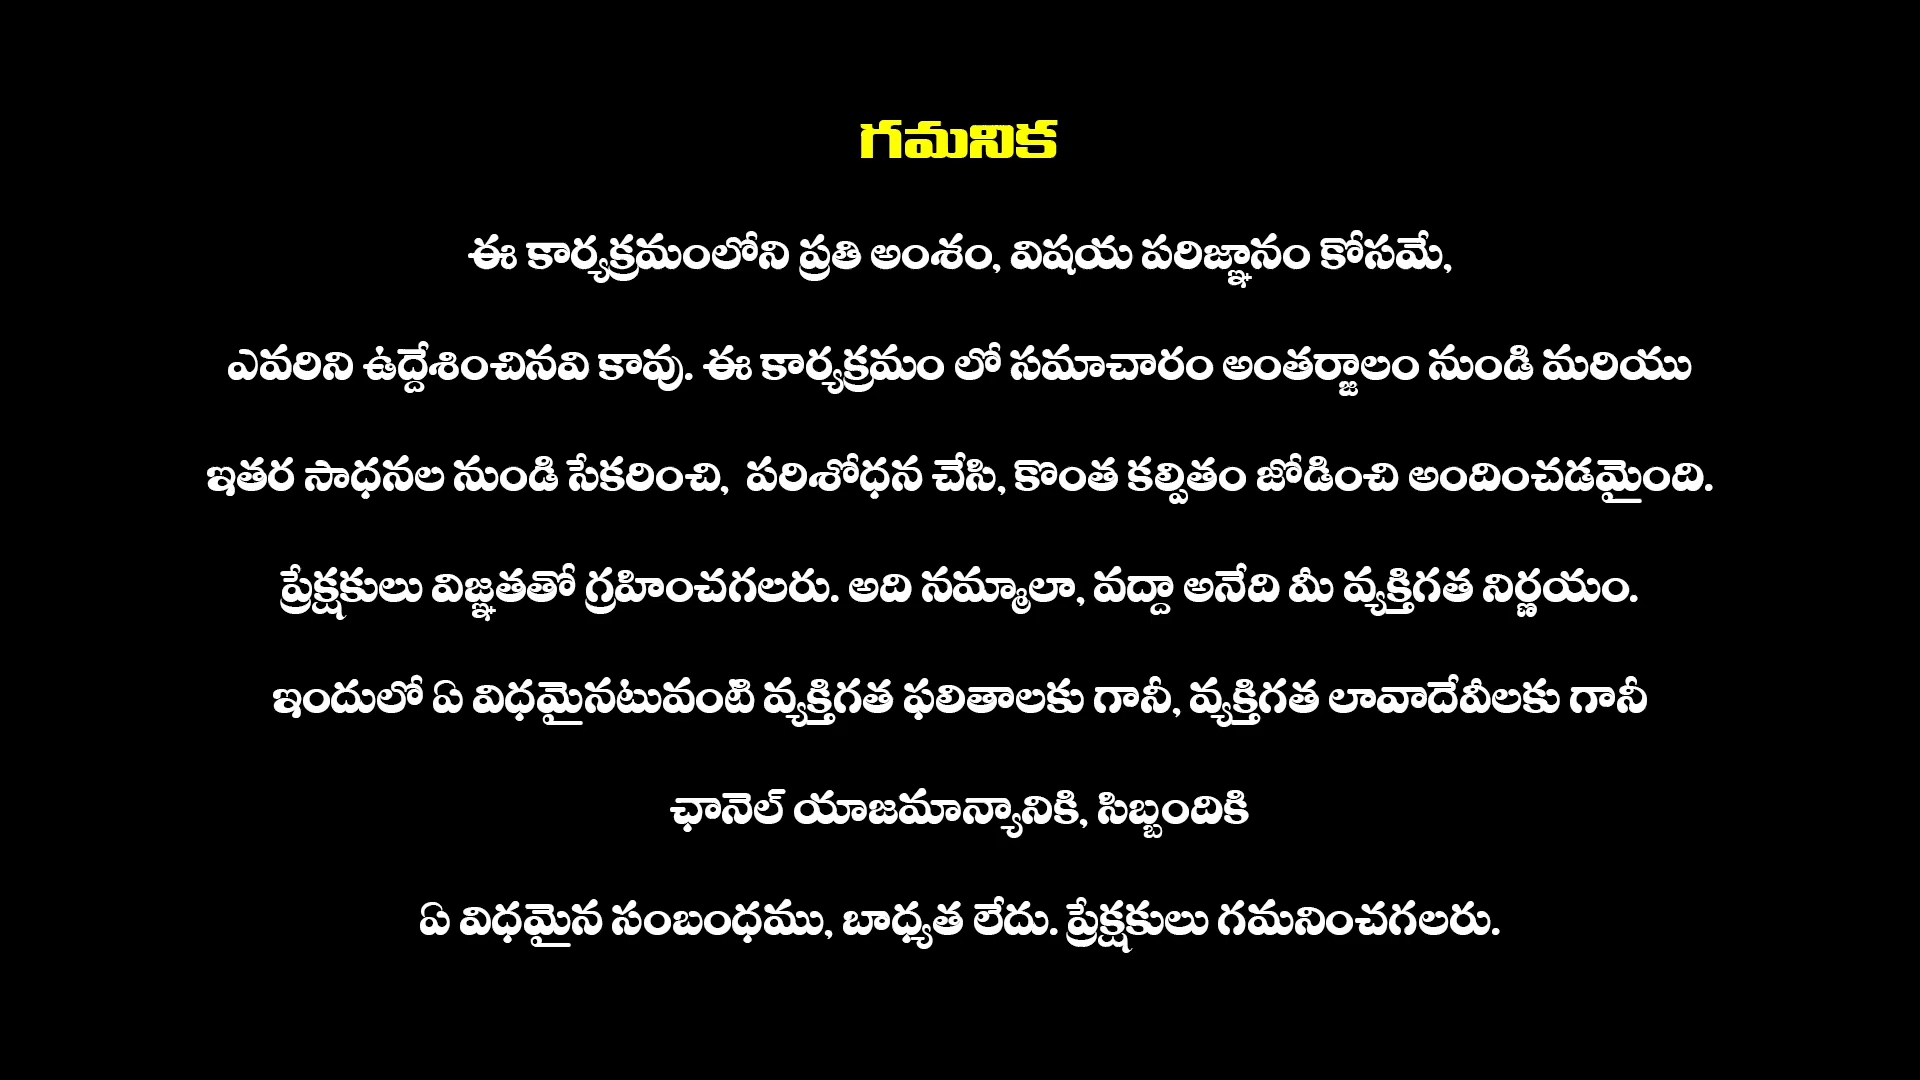 గమనిక
ఈ కార్యక్రమంలోని ప్రతి అంశం, విషయ పరిజ్ఞానం కోసమే,
ఎవరిని ఉద్దేశించినవి కావు. ఈ కార్యక్రమం లో సమాచారం అంతర్జాలం నుండి మరియు
ఇతర సాధనల నుండి సేకరించి, పరిశోధన చేసి, కొంత కల్పితం జోడించి అందించడమైంది.
ప్రేక్షకులు విజ్ఞతతో గ్రహించగలరు. అది నమ్మాలా, వద్దా అనేది మీ వ్యక్తిగత నిర్ణయం.
ఇందులో ఏ విధమైనటువంటి వ్యక్తిగత ఫలితాలకు గానీ, వ్యక్తిగత లావాదేవీలకు గానీ
ఛానెల్ యాజమాన్యానికి, సిబ్బందికి
ఏ విధమైన సంబంధము, బాధ్యత లేదు. ప్రేక్షకులు గమనించగలరు.